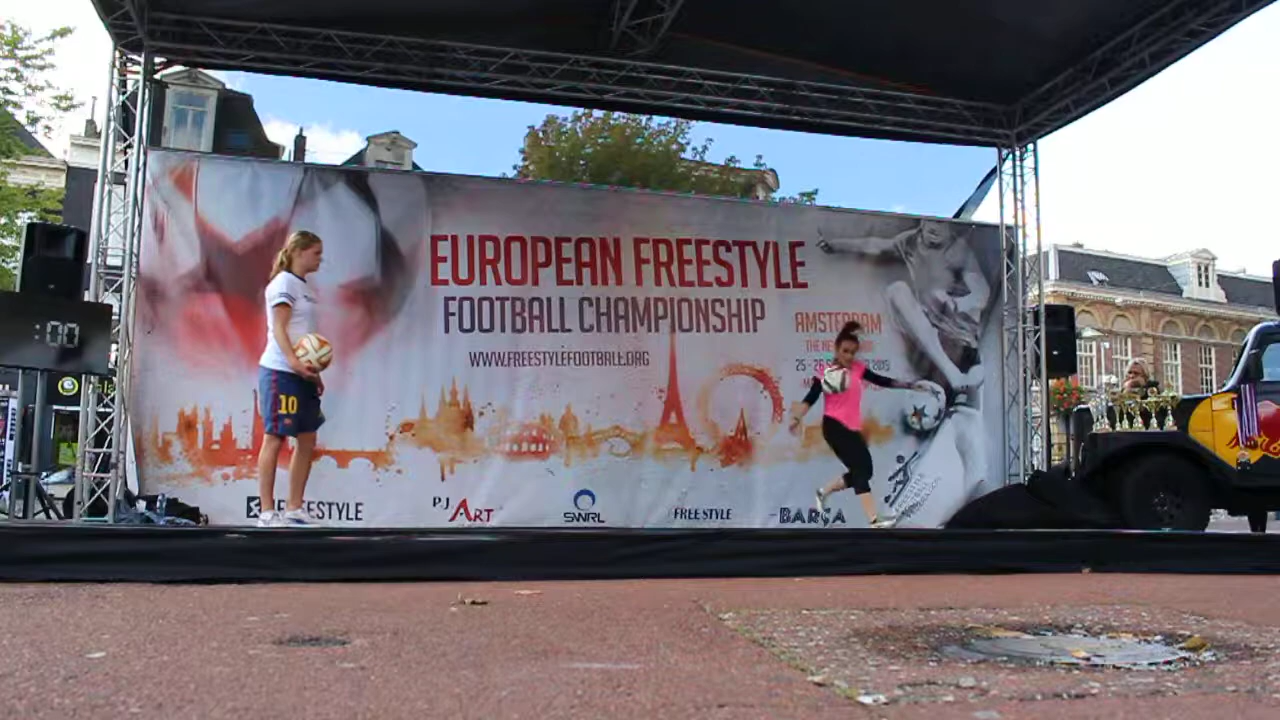 EUROPEAN FREESTYLE
FOOTBALL CHAMPIONSHIP
AMSTERDAM
WWW.FREESTYLEFOOTBALL.ORG
:00
10
FREESTYLE
PJ ART
SWRL
FREESTYLE
BARÇA